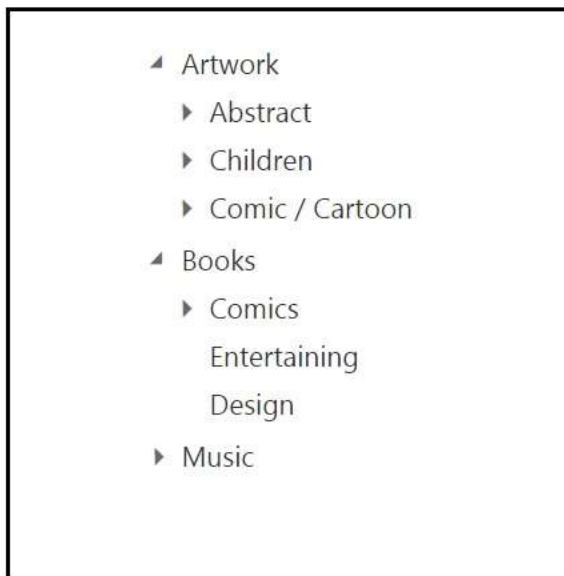 Artwork
Abstract
Children
Comic / Cartoon
Books
Comics
Entertaining
Design
Music